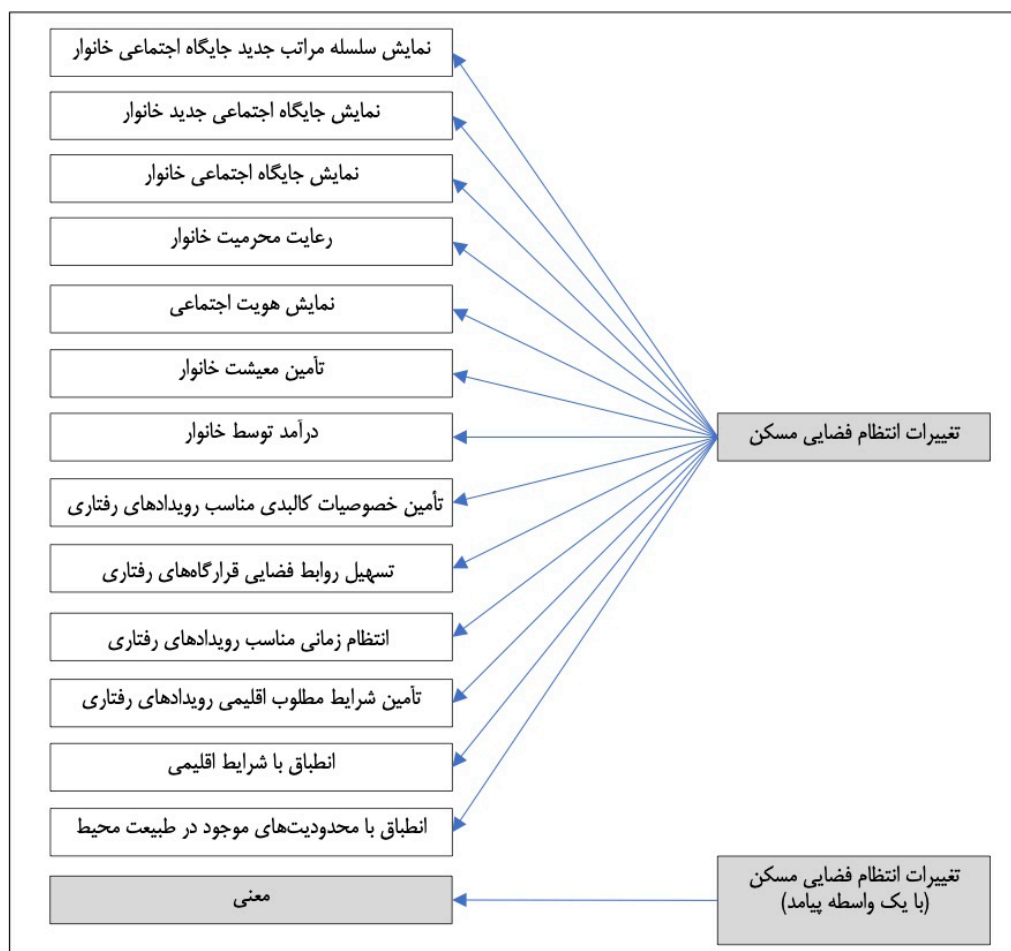 نمایش سلسله مراتب جدید جایگاه اجتماعی خانوار
نمایش جایگاه اجتماعی جدید خانوار
نمایش جایگاه اجتماعی خانوار
رعایت محرمیت خانوار
نمایش هویت اجتماعی
تأمین معیشت خانوار
درآمد توسط خانوار
تأمین خصوصیات کالبدی مناسب رویدادهای رفتاری
تسهیل روابط فضایی قرارگاه‌های رفتاری
انتظام زمانی مناسب رویدادهای رفتاری
تأمین شرایط مطلوب اقلیمی رویدادهای رفتاری
انطباق با شرایط اقلیمی
انطباق با محدودیت‌های موجود در طبیعت محیط
معنی
تغییرات انتظام فضایی مسکن
تغییرات انتظام فضایی مسکن
(با یک واسطه پیامد)